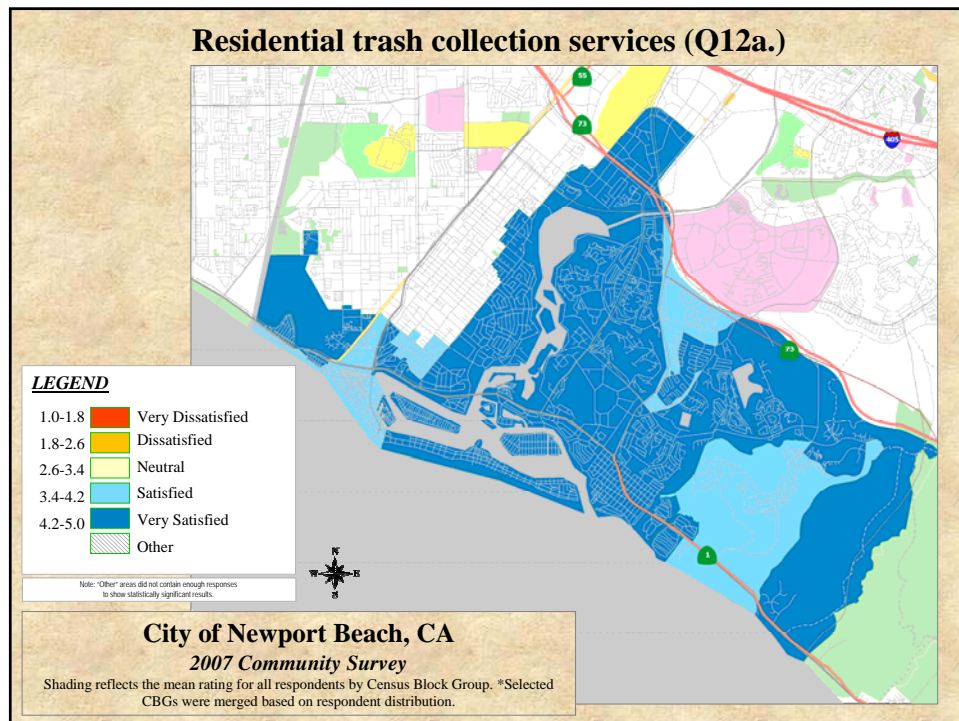 Residential trash collection services (Q12a.)
55
73
405
73
1
LEGEND
1.0-1.8 Very Dissatisfied
1.8-2.6 Dissatisfied
2.6-3.4 Neutral
3.4-4.2 Satisfied
4.2-5.0 Very Satisfied
Other
Note: "Other" areas did not contain enough responses
to show statistically significant results.
N
W E
S
City of Newport Beach, CA
2007 Community Survey
Shading reflects the mean rating for all respondents by Census Block Group. *Selected
CBGs were merged based on respondent distribution.